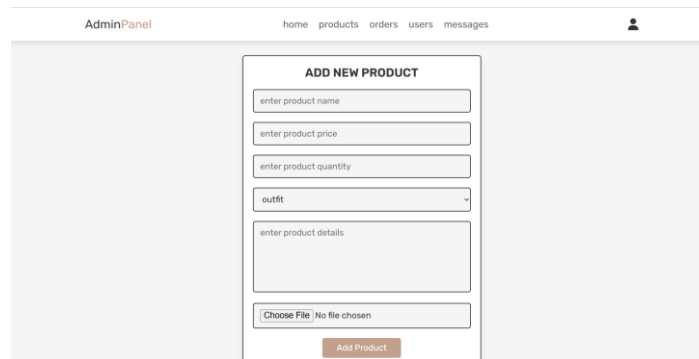 AdminPanel
home products orders users messages
ADD NEW PRODUCT
enter product name
enter product price
enter product quantity
outfit
enter product details
Choose File No file chosen
Add Product